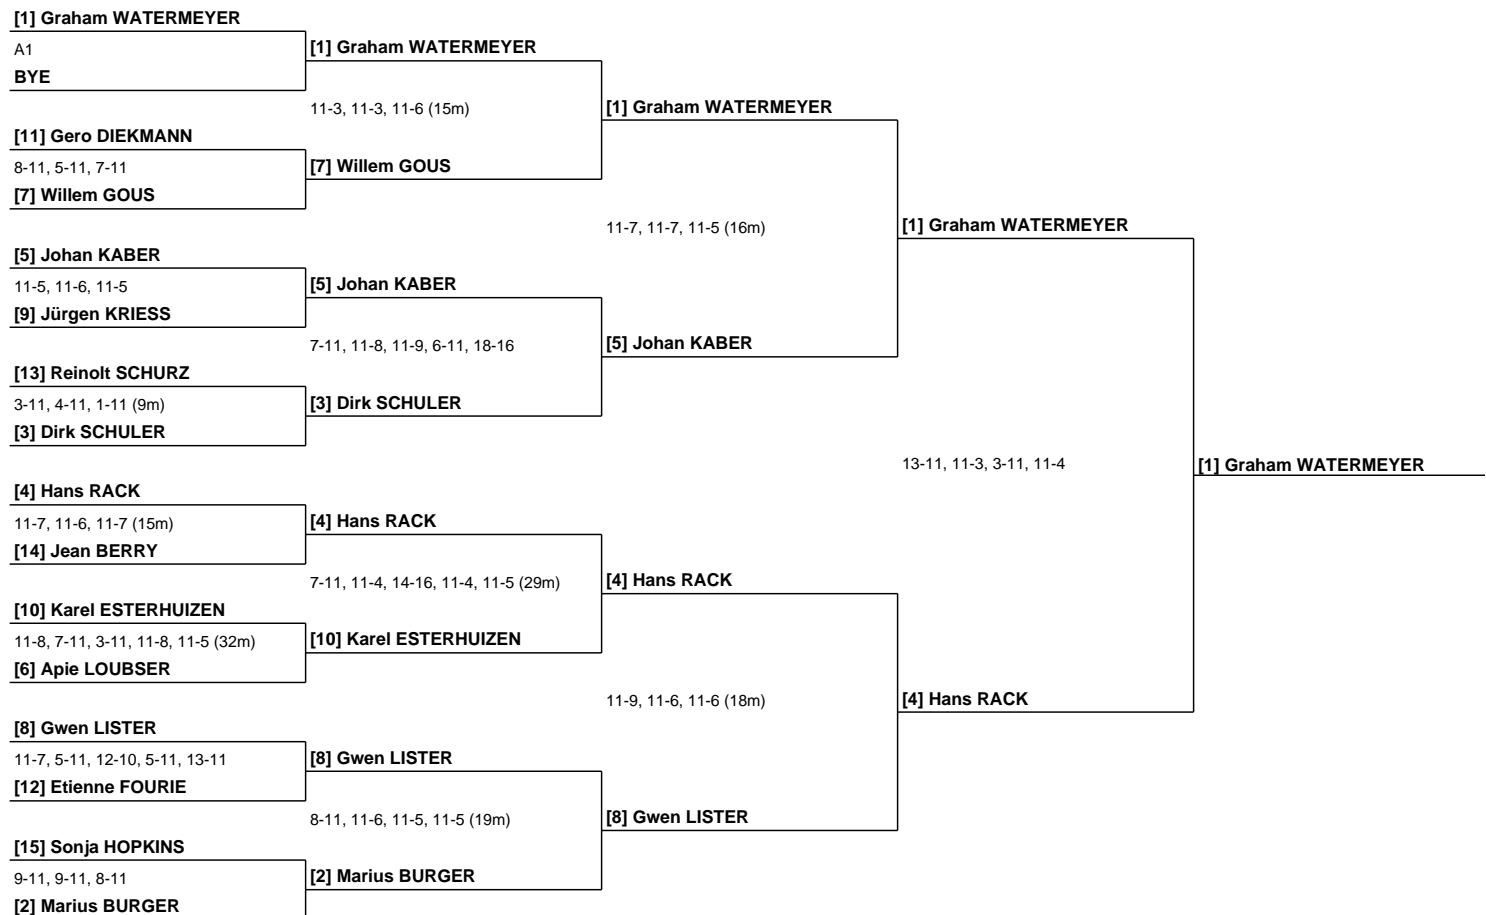 [1] Graham WATERMEYER
A1
BYE
[11] Gero DIEKMANN
8-11, 5-11, 7-11
[7] Willem GOUS
[5] Johan KABER
11-5, 11-6, 11-5
[9] Jürgen KRIESS
[13] Reinolt SCHURZ
3-11, 4-11, 1-11 (9m)
[3] Dirk SCHULER
[4] Hans RACK
11-7, 11-6, 11-7 (15m)
[14] Jean BERRY
[10] Karel ESTERHUIZEN
11-8, 7-11, 3-11, 11-8, 11-5 (32m)
[6] Apie LOUBSER
[8] Gwen LISTER
11-7, 5-11, 12-10, 5-11, 13-11
[12] Etienne FOURIE
[15] Sonja HOPKINS
9-11, 9-11, 8-11
[2] Marius BURGER
[1] Graham WATERMEYER
11-3, 11-3, 11-6 (15m)
[7] Willem GOUS
[5] Johan KABER
7-11, 11-8, 11-9, 6-11, 18-16
[3] Dirk SCHULER
[4] Hans RACK
7-11, 11-4, 14-16, 11-4, 11-5 (29m)
[10] Karel ESTERHUIZEN
[8] Gwen LISTER
8-11, 11-6, 11-5, 11-5 (19m)
[2] Marius BURGER
[1] Graham WATERMEYER
11-7, 11-7, 11-5 (16m)
[5] Johan KABER
[4] Hans RACK
11-9, 11-6, 11-6 (18m)
[8] Gwen LISTER
[1] Graham WATERMEYER
13-11, 11-3, 3-11, 11-4
[4] Hans RACK
[1] Graham WATERMEYER